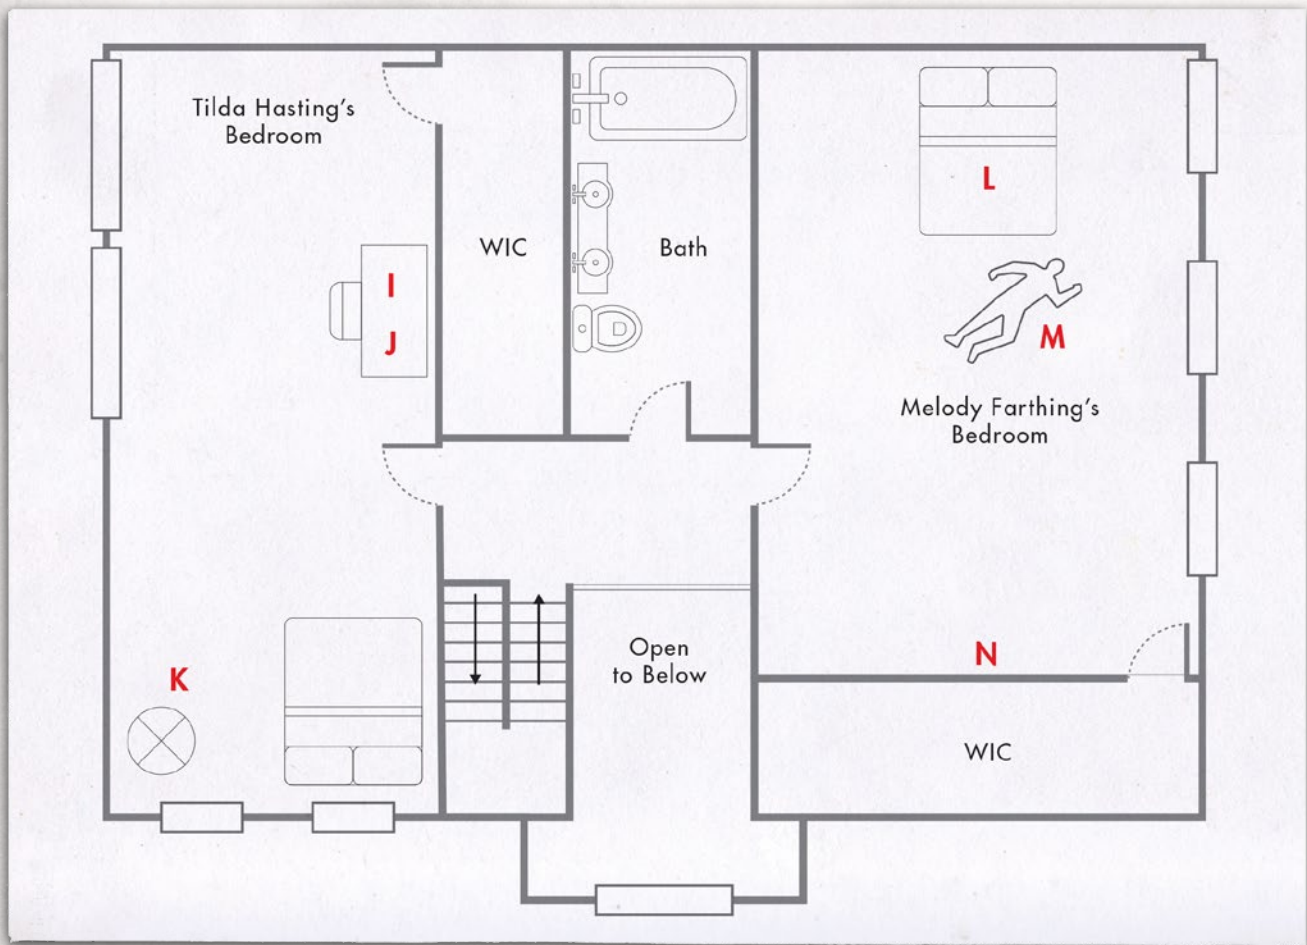 Tilda Hasting's
Bedroom
WIC
Bath
L
I
J
M
Melody Farthing's
Bedroom
K
Open
to Below
N
WIC